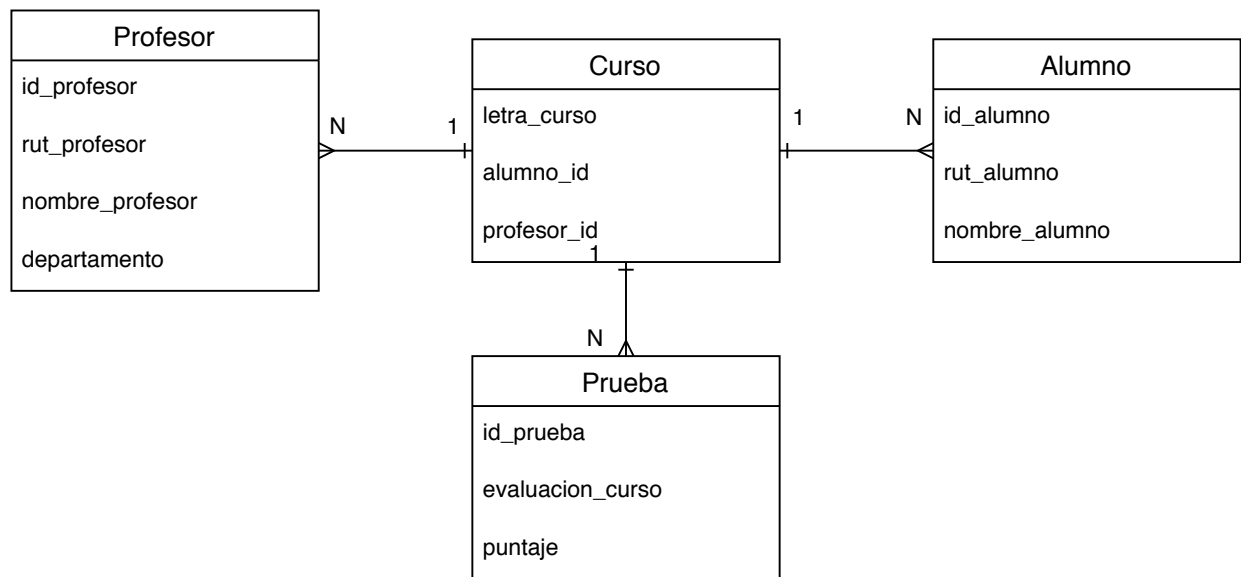 Profesor
id_profesor
rut_profesor
nombre_profesor
departamento
N
1
Curso
letra_curso
alumno_id
profesor_id
1
N
Alumno
id_alumno
rut_alumno
nombre_alumno
1
N
Prueba
id_prueba
evaluacion_curso
puntaje